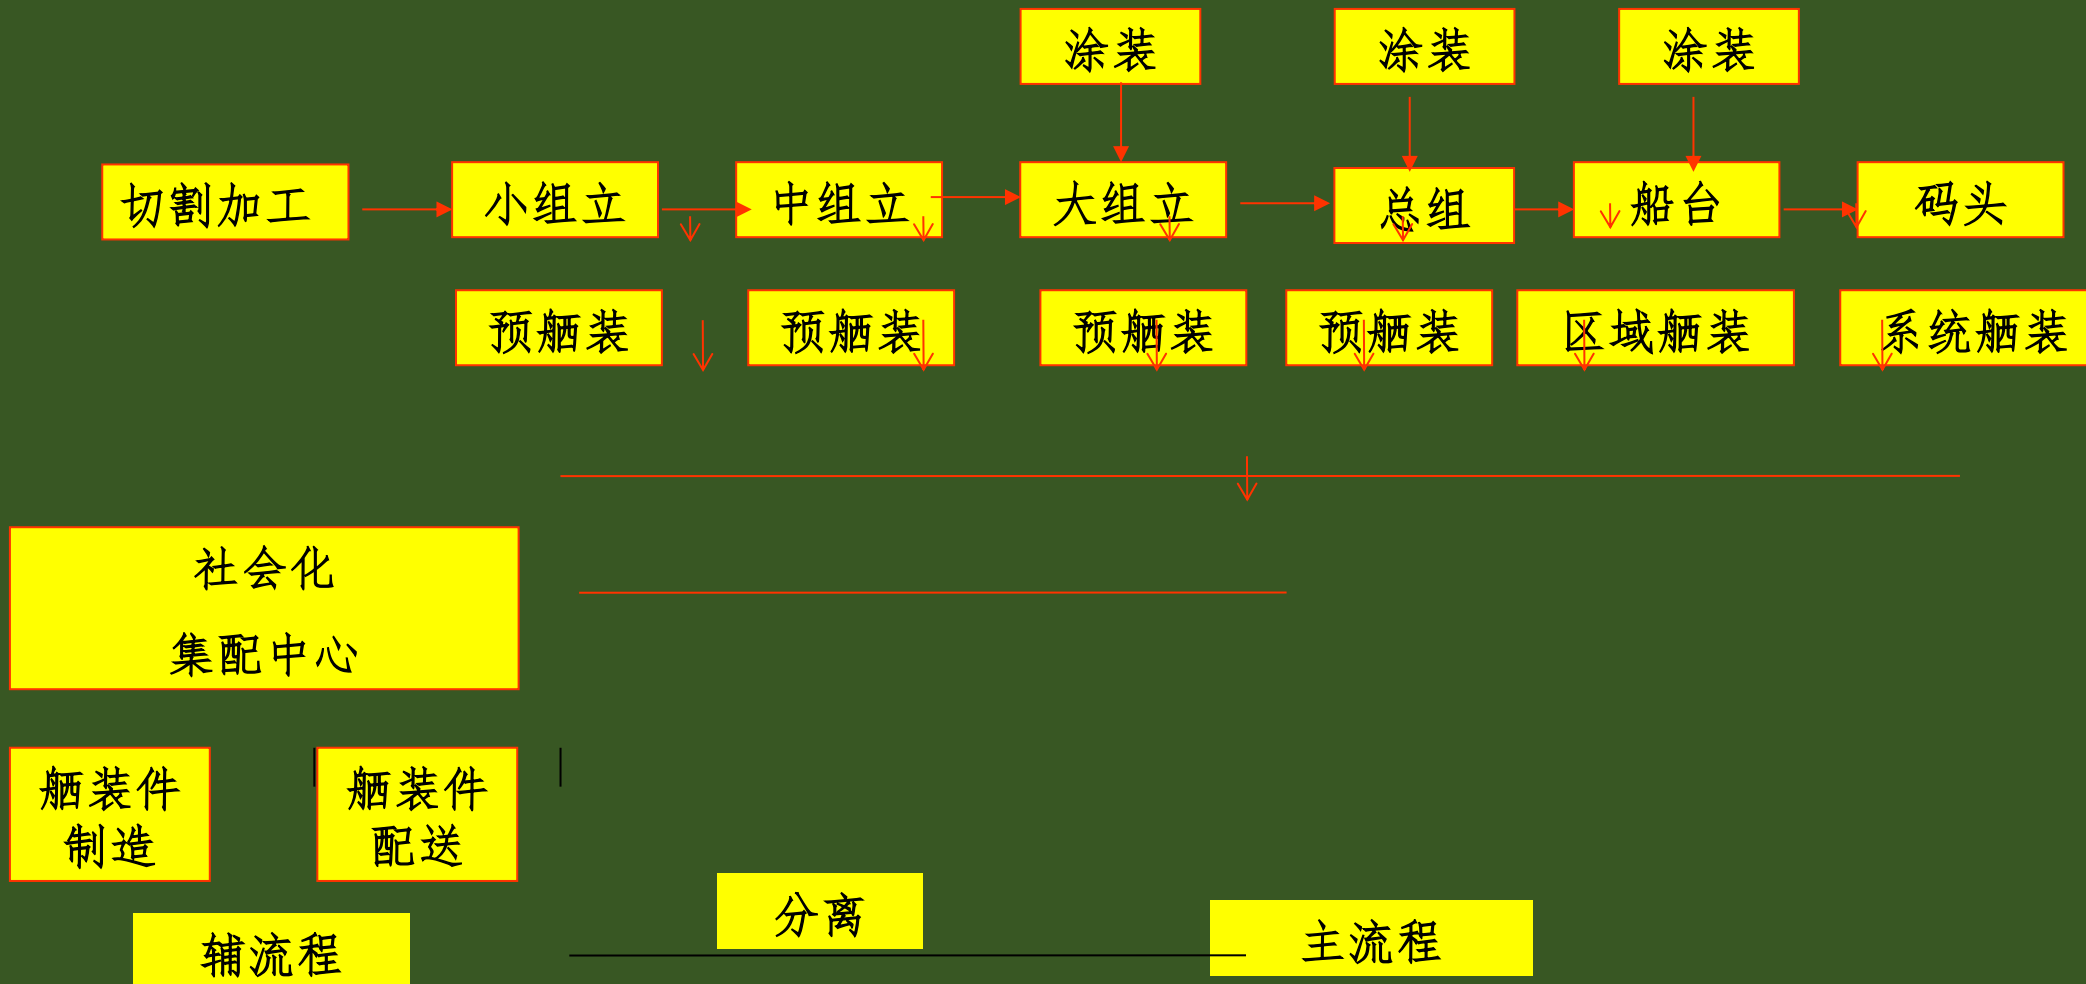 涂装
涂装
涂装
切割加工
小组立
中组立
大组立
总组
船台
码头
预舾装
预舾装
预舾装
预舾装
区域舾装
系统舾装
社会化
集配中心
舾装件
制造
舾装件
配送
分离
主流程
辅流程